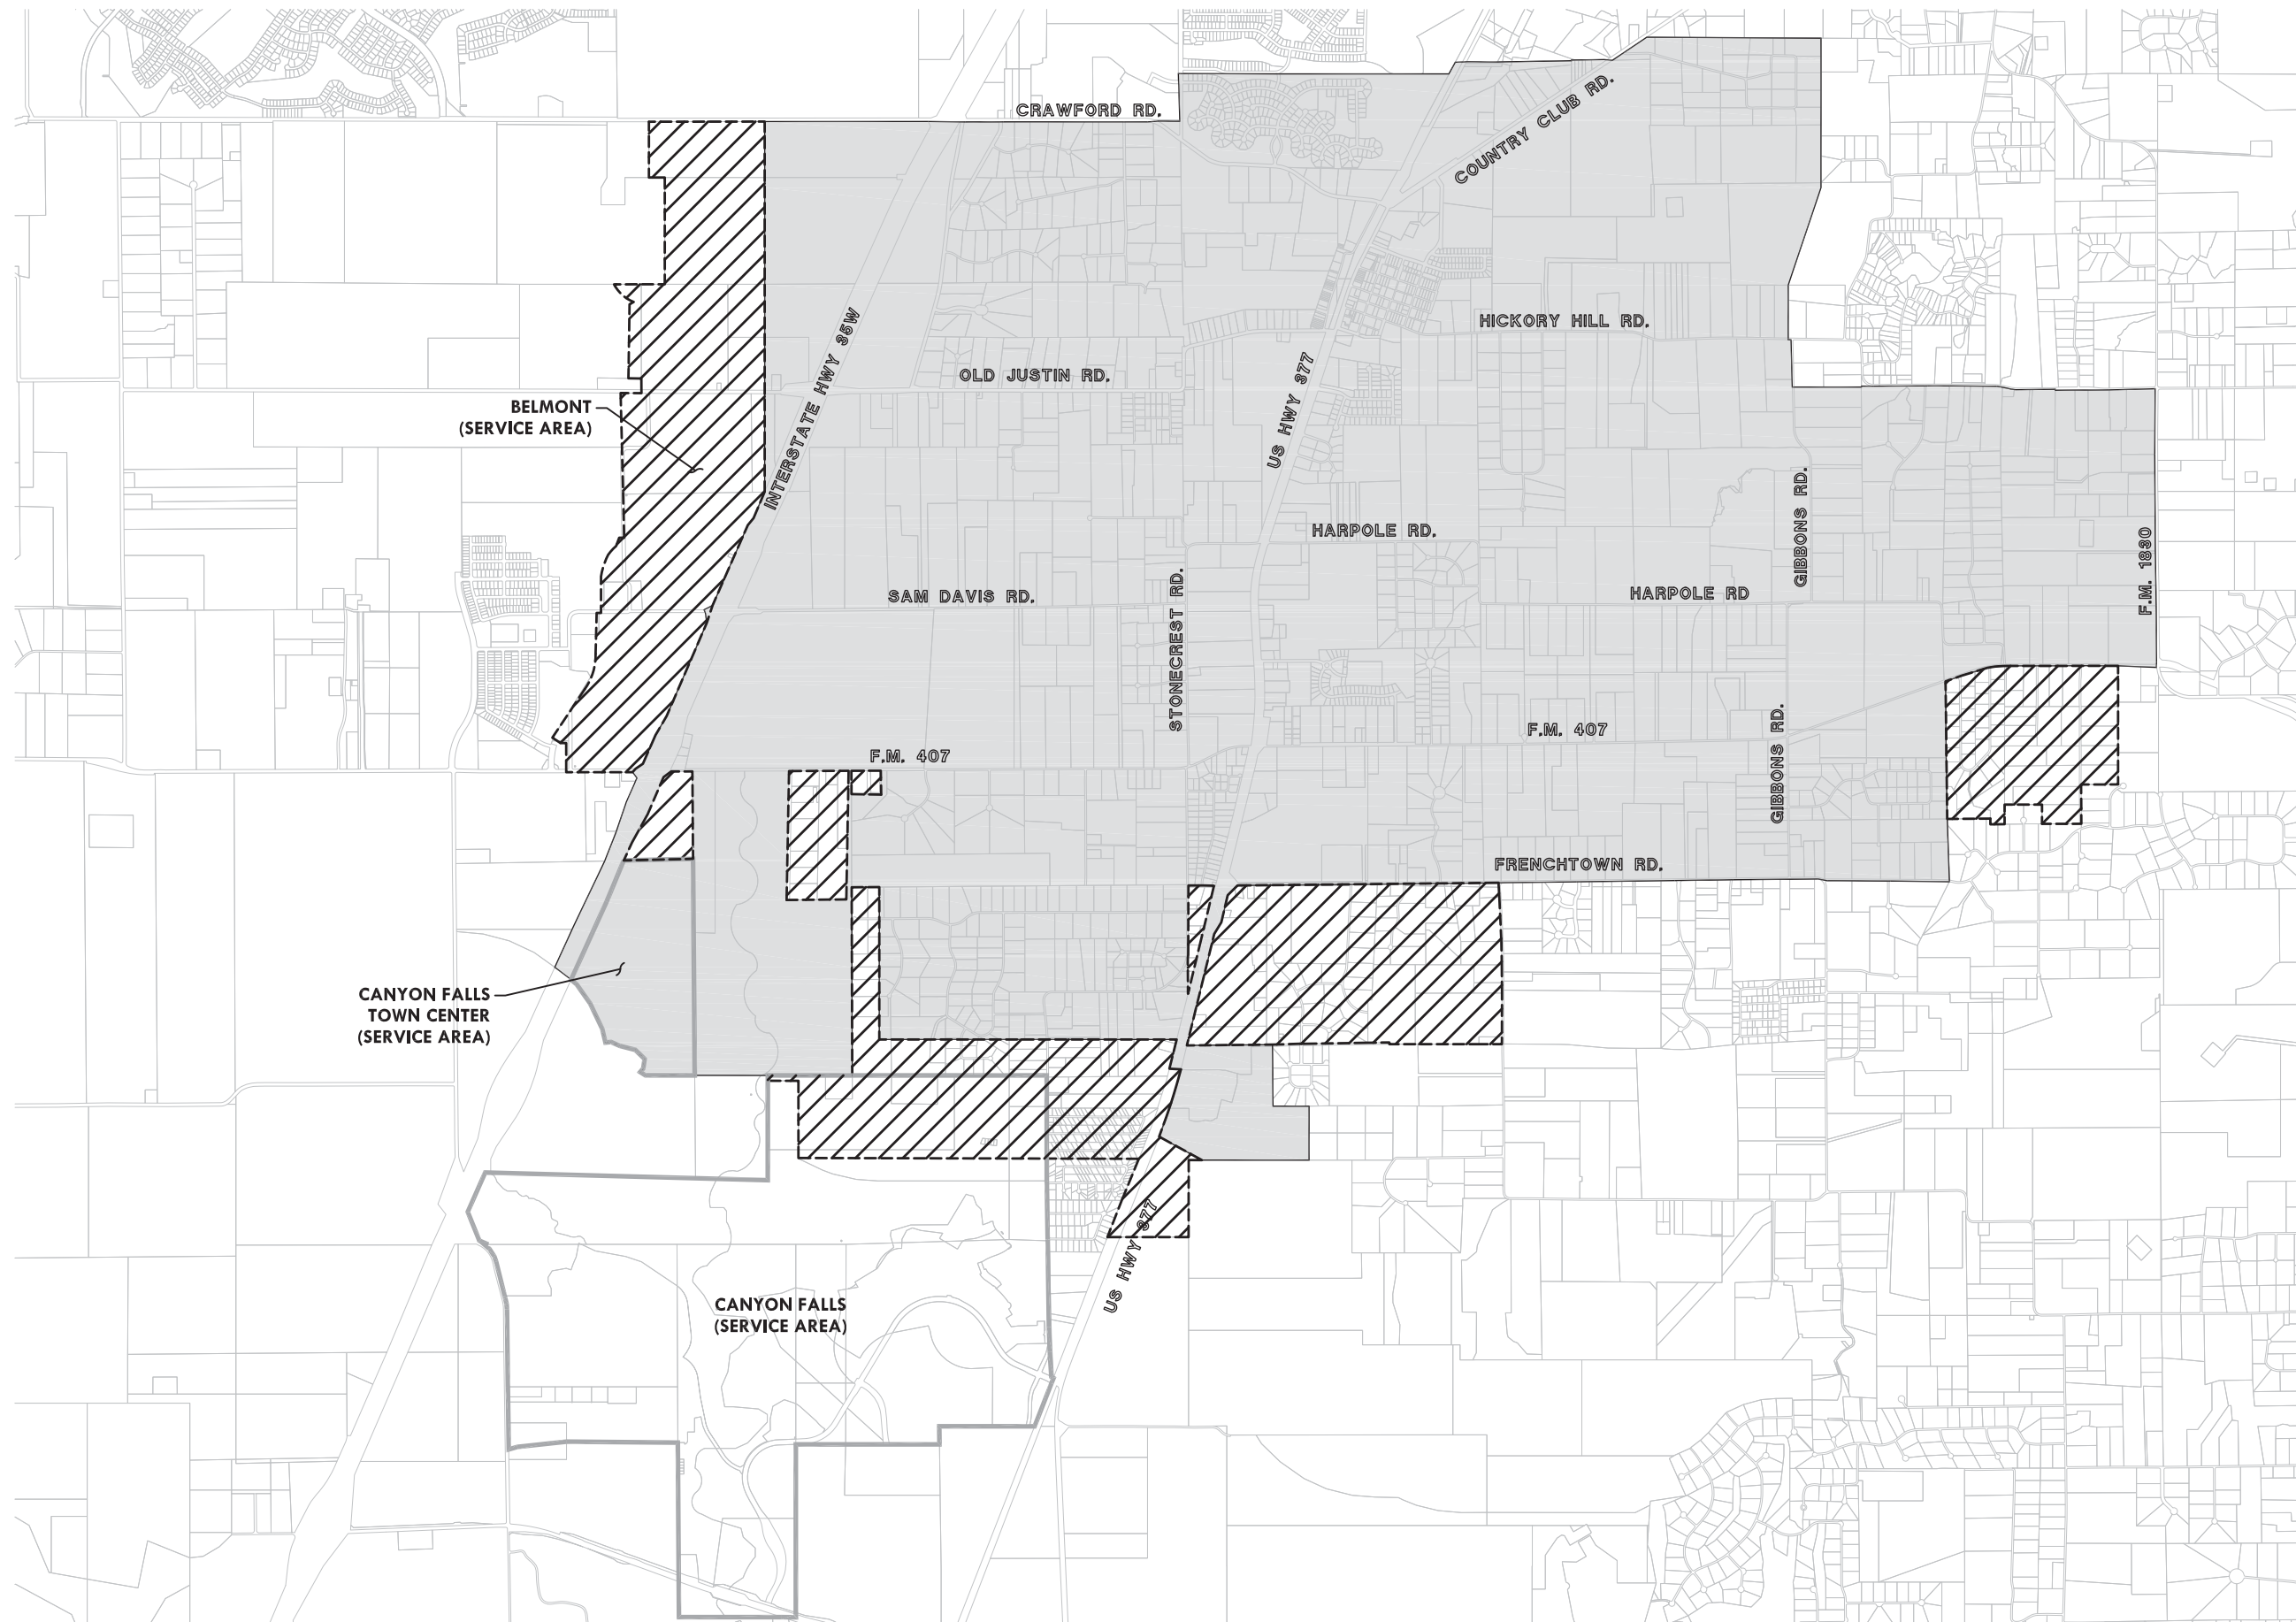 CRAWFORD RD.
COUNTRY CLUB RD.
HICKORY HILL RD.
INTERSTATE HWY 35W
OLD JUSTIN RD.
US HWY 377
BELMONT
(SERVICE AREA)
GIBBONS RD.
HARPOLE RD.
F.M. 1830
SAM DAVIS RD.
STONECREST RD.
HARPOLE RD
F.M. 407
F.M. 407
GIBBONS RD.
FRENCHTOWN RD.
CANYON FALLS
TOWN CENTER
(SERVICE AREA)
US HWY 377
CANYON FALLS
(SERVICE AREA)